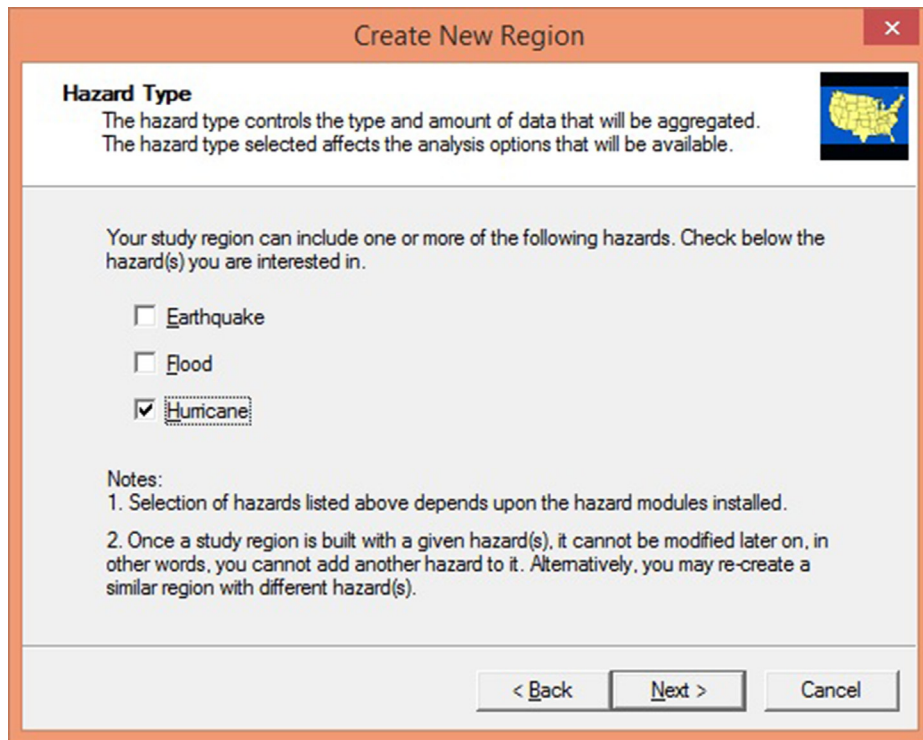 Create New Region
Hazard Type
The hazard type controls the type and amount of data that will be aggregated.
The hazard type selected affects the analysis options that will be available.
Your study region can include one or more of the following hazards. Check below the
hazard(s) you are interested in.
Earthquake
Flood
Hurricane
Notes:
1. Selection of hazards listed above depends upon the hazard modules installed.
2. Once a study region is built with a given hazard(s), it cannot be modified later on, in
other words, you cannot add another hazard to it. Alternatively, you may re-create a
similar region with different hazard(s).
< Back Next > Cancel